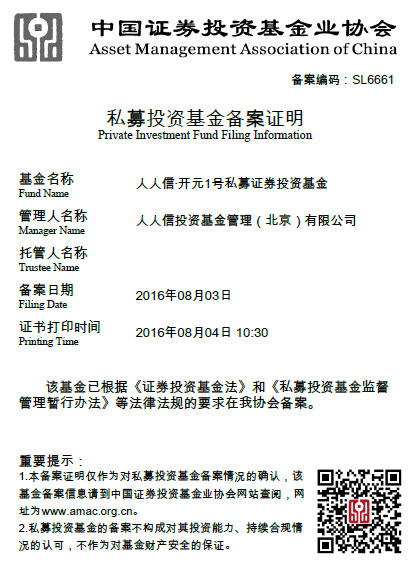 中国证券投资基金业协会
Asset Management Association of China
备案编码：SL6661
私募投资基金备案证明
Private Investment Fund Filing Information
基金名称
Fund Name
人人信·开元1号私募证券投资基金
管理人名称
Manager Name
人人信投资基金管理（北京）有限公司
托管人名称
Trustee Name
备案日期
Filing Date
2016年08月03日
证书打印时间
Printing Time
2016年08月04日 10:30
该基金已根据《证券投资基金法》和《私募投资基金监督
管理暂行办法》等法律法规的要求在我协会备案。
重要提示：
1.本备案证明仅作为对私募投资基金备案情况的确认，该
基金备案信息请到中国证券投资基金业协会网站查阅，网
址为www.amac.org.cn。
2.私募投资基金的备案不构成对其投资能力、持续合规情
况的认可，不作为对基金财产安全的保证。